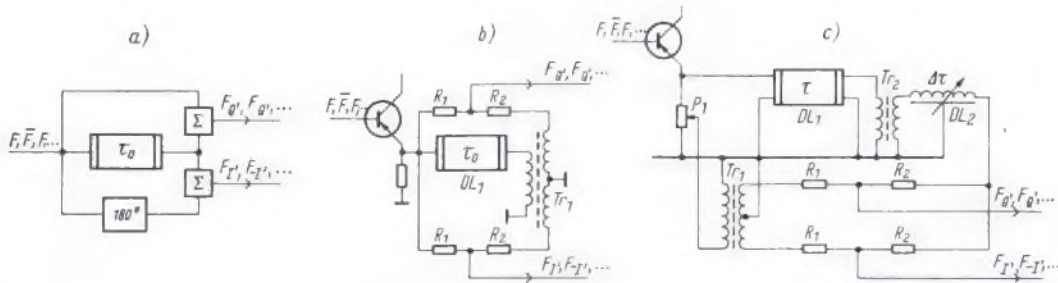 a)
F, F̄, F, ...
τ₀
180°
Σ
Σ
F_Q', F_Q', ...
F_I', F_-I', ...
b)
F, F̄, F, ...
R₁
R₂
τ₀
DL₁
Tr₁
R₁
R₂
F_Q', F_Q', ...
F_I', F_-I', ...
c)
F, F̄, F, ...
P₁
τ
DL₁
Tr₂
Δτ
DL₂
Tr₁
R₁
R₂
F_Q', F_Q', ...
R₁
R₂
F_I', F_-I', ...